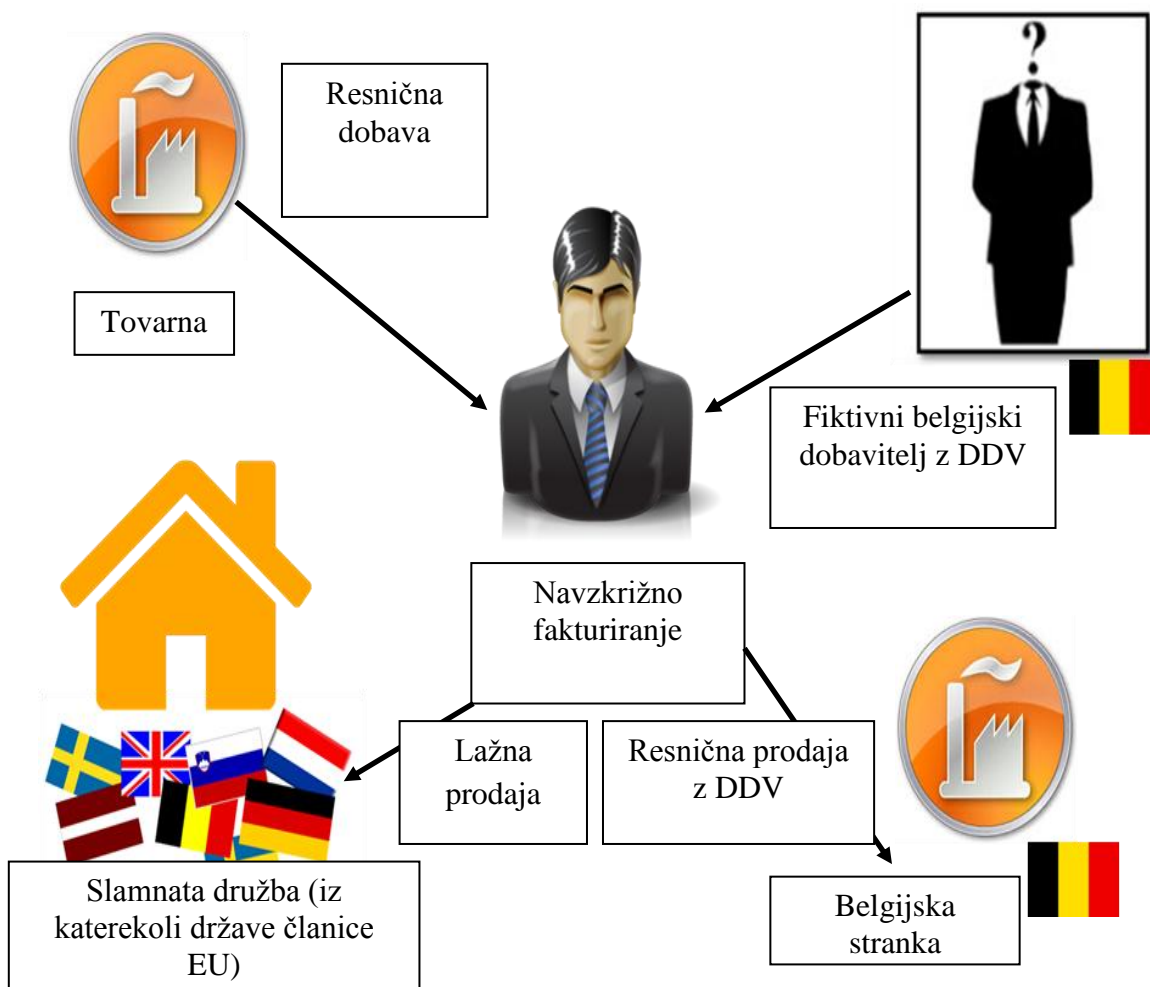 Resnična
dobava
?
Tovarna
Fiktivni belgijski
dobavitelj z DDV
Navzkrižno
fakturiranje
Lažna
prodaja
Resnična prodaja
z DDV
Slamnata družba (iz
katerekoli države članice
EU)
Belgijska
stranka